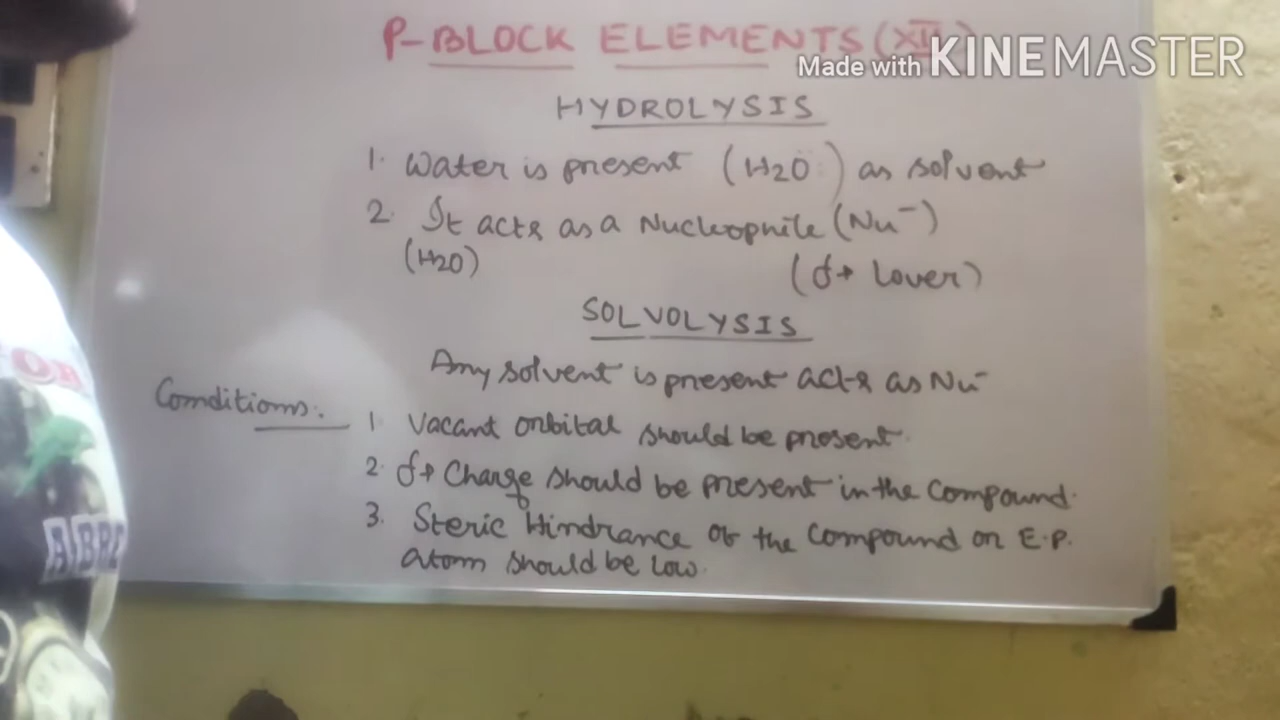 P-BLOCK ELEMENTS (XII)
Made with KINEMASTER
HYDROLYSIS
1. Water is present (H2O:) as solvent
2. It acts as a Nucleophile (Nu⁻)
(H2O) (δ+ Lover)
SOLVOLYSIS
Any solvent is present acts as Nu⁻
Conditions:
1. Vacant orbital should be present.
2. δ+ Charge should be present in the Compound.
3. Steric Hindrance of the Compound on E.P.
atom should be low.